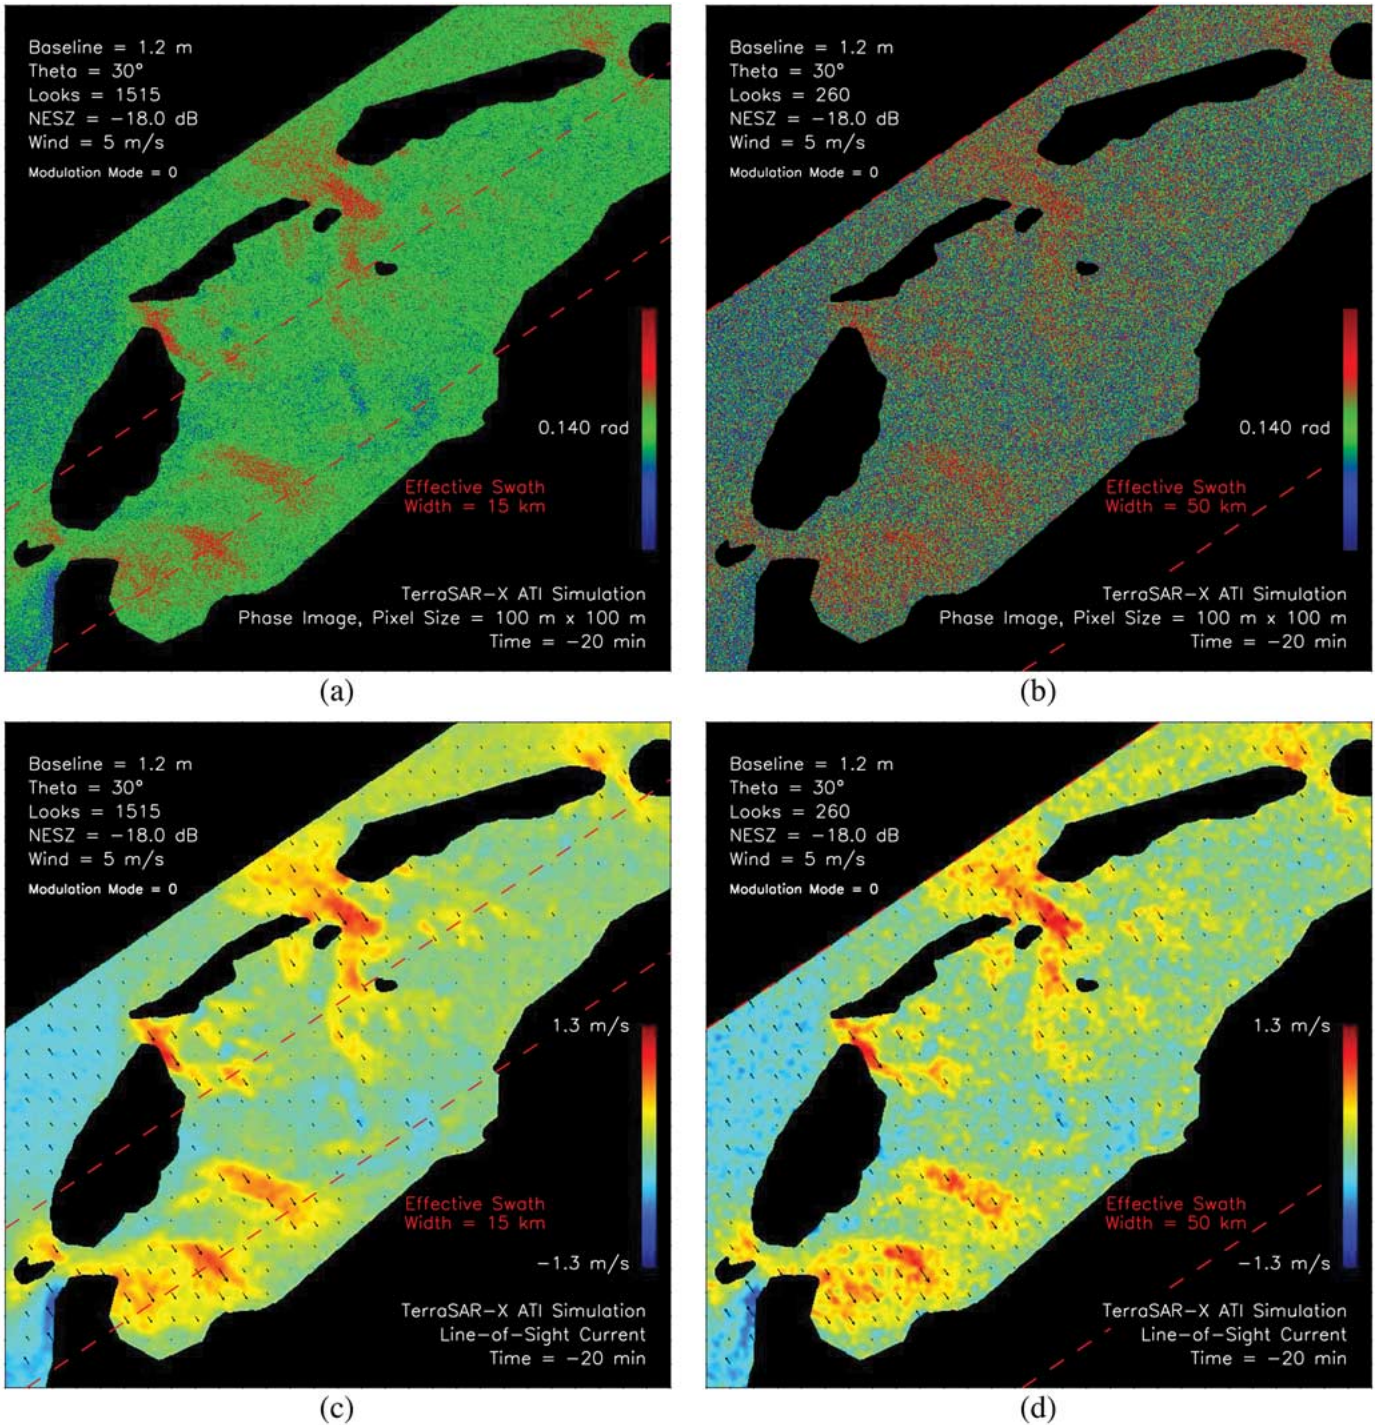 Baseline = 1.2 m
Theta = 30°
Looks = 1515
NESZ = −18.0 dB
Wind = 5 m/s
Modulation Mode = 0
0.140 rad
Effective Swath
Width = 15 km
TerraSAR−X ATI Simulation
Phase Image, Pixel Size = 100 m x 100 m
Time = −20 min
(a)
Baseline = 1.2 m
Theta = 30°
Looks = 260
NESZ = −18.0 dB
Wind = 5 m/s
Modulation Mode = 0
0.140 rad
Effective Swath
Width = 50 km
TerraSAR−X ATI Simulation
Phase Image, Pixel Size = 100 m x 100 m
Time = −20 min
(b)
Baseline = 1.2 m
Theta = 30°
Looks = 1515
NESZ = −18.0 dB
Wind = 5 m/s
Modulation Mode = 0
1.3 m/s
Effective Swath
Width = 15 km
−1.3 m/s
TerraSAR−X ATI Simulation
Line−of−Sight Current
Time = −20 min
(c)
Baseline = 1.2 m
Theta = 30°
Looks = 260
NESZ = −18.0 dB
Wind = 5 m/s
Modulation Mode = 0
1.3 m/s
Effective Swath
Width = 50 km
−1.3 m/s
TerraSAR−X ATI Simulation
Line−of−Sight Current
Time = −20 min
(d)